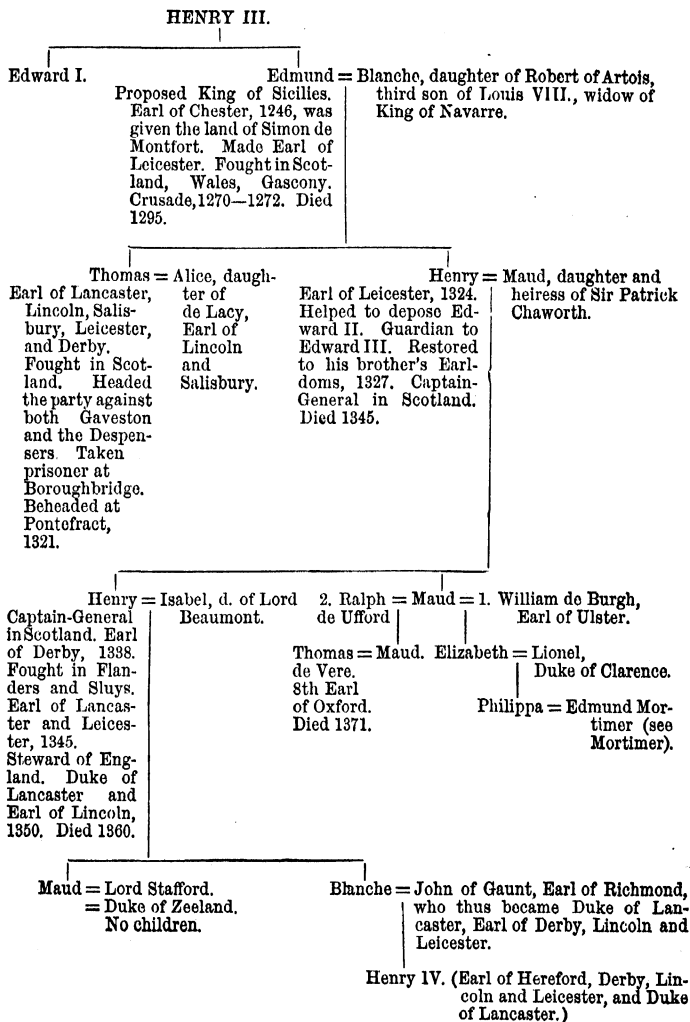 HENRY III.
Edward I.
Edmund = Blanche, daughter of Robert of Artois,
third son of Louis VIII., widow of
King of Navarre.
Proposed King of Sicilies.
Earl of Chester, 1246, was
given the land of Simon de
Montfort. Made Earl of
Leicester. Fought in Scot-
land, Wales, Gascony.
Crusade, 1270—1272. Died
1295.
Thomas = Alice, daugh-
ter of
de Lacy,
Earl of
Lincoln
and
Salisbury.
Earl of Lancaster,
Lincoln, Salis-
bury, Leicester,
and Derby.
Fought in Scot-
land. Headed
the party against
both Gaveston
and the Despen-
sers. Taken
prisoner at
Boroughbridge.
Beheaded at
Pontefract,
1321.
Henry = Maud, daughter and
heiress of Sir Patrick
Chaworth.
Earl of Leicester, 1324.
Helped to depose Ed-
ward II. Guardian to
Edward III. Restored
to his brother's Earl-
doms, 1327. Captain-
General in Scotland.
Died 1345.
Henry = Isabel, d. of Lord
Beaumont.
Captain-General
in Scotland. Earl
of Derby, 1338.
Fought in Flan-
ders and Sluys.
Earl of Lancas-
ter and Leices-
ter, 1345.
Steward of Eng-
land. Duke of
Lancaster and
Earl of Lincoln,
1350. Died 1360.
2. Ralph = Maud = 1. William de Burgh,
de Ufford
Earl of Ulster.
Thomas = Maud.
de Vere.
8th Earl
of Oxford.
Died 1371.
Elizabeth = Lionel,
Duke of Clarence.
Philippa = Edmund Mor-
timer (see
Mortimer).
Maud = Lord Stafford.
= Duke of Zeeland.
No children.
Blanche = John of Gaunt, Earl of Richmond,
who thus became Duke of Lan-
caster, Earl of Derby, Lincoln and
Leicester.
Henry IV. (Earl of Hereford, Derby, Lin-
coln and Leicester, and Duke
of Lancaster.)